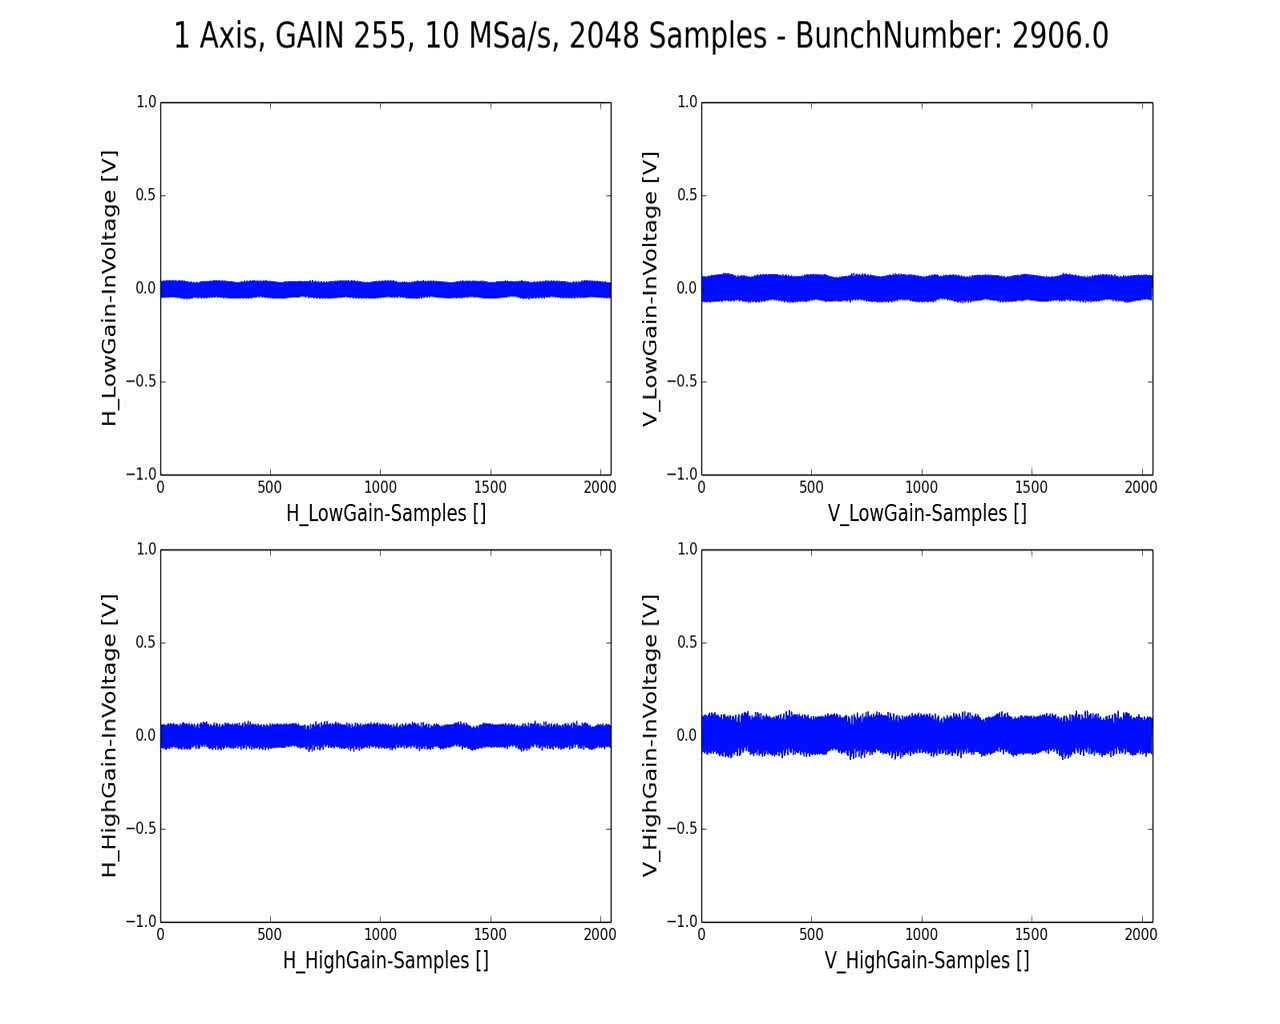 1 Axis, GAIN 255, 10 MSa/s, 2048 Samples - BunchNumber: 2906.0
1.0
0.5
0.0
−0.5
−1.0
H_LowGain-InVoltage [V]
0 500 1000 1500 2000
H_LowGain-Samples []
1.0
0.5
0.0
−0.5
−1.0
V_LowGain-InVoltage [V]
0 500 1000 1500 2000
V_LowGain-Samples []
1.0
0.5
0.0
−0.5
−1.0
H_HighGain-InVoltage [V]
0 500 1000 1500 2000
H_HighGain-Samples []
1.0
0.5
0.0
−0.5
−1.0
V_HighGain-InVoltage [V]
0 500 1000 1500 2000
V_HighGain-Samples []